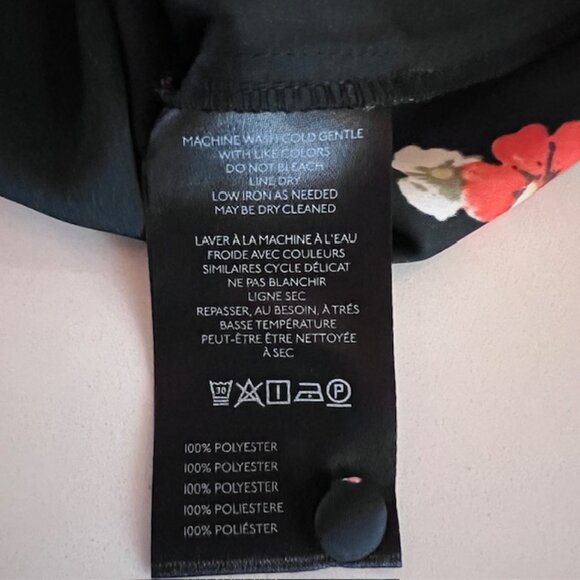 MACHINE WASH COLD GENTLE
WITH LIKE COLORS
DO NOT BLEACH
LINE DRY
LOW IRON AS NEEDED
MAY BE DRY CLEANED
LAVER À LA MACHINE À L'EAU
FROIDE AVEC COULEURS
SIMILAIRES CYCLE DÉLICAT
NE PAS BLANCHIR
LIGNE SEC
REPASSER, AU BESOIN, À TRÉS
BASSE TEMPÉRATURE
PEUT-ÊTRE NETTOYÉE
À SEC
30 P
100% POLYESTER
100% POLYESTER
100% POLYESTER
100% POLIESTERE
100% POLIÉSTER